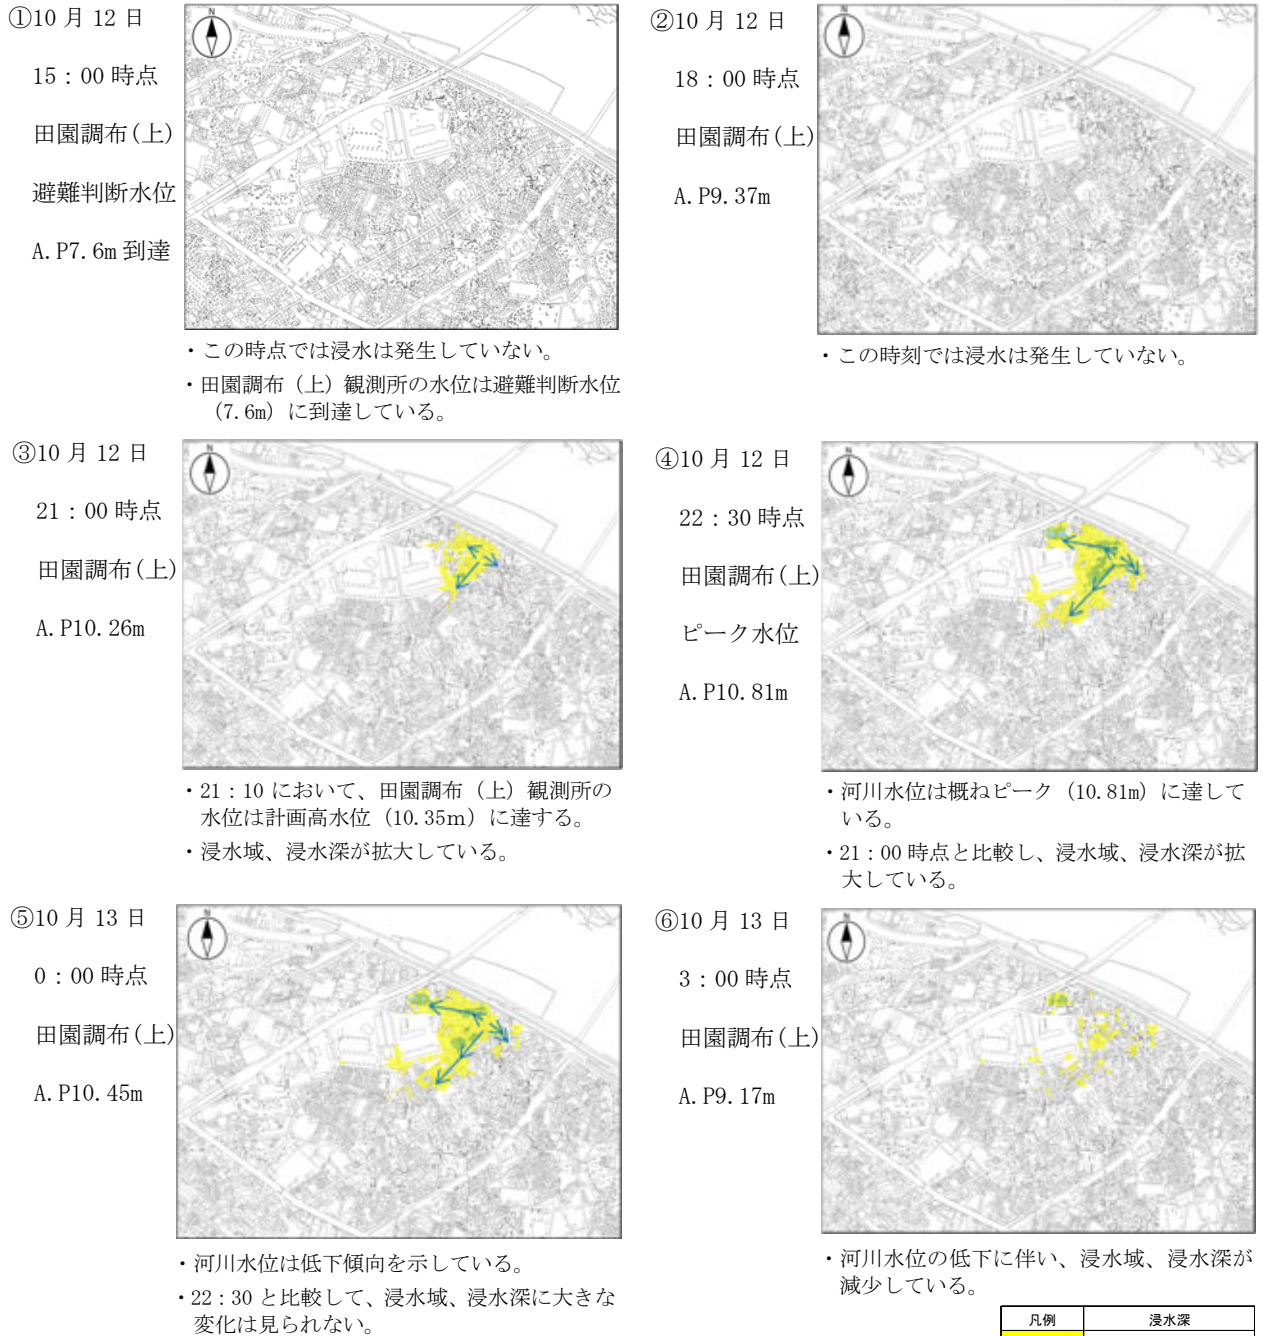 ①10 月 12 日
15：00 時点
田園調布(上)
避難判断水位
A.P7.6m 到達
N
・この時点では浸水は発生していない。
・田園調布（上）観測所の水位は避難判断水位
（7.6m）に到達している。
②10 月 12 日
18：00 時点
田園調布(上)
A.P9.37m
N
・この時刻では浸水は発生していない。
③10 月 12 日
21：00 時点
田園調布(上)
A.P10.26m
N
・21：10 において、田園調布（上）観測所の
水位は計画高水位（10.35ｍ）に達する。
・浸水域、浸水深が拡大している。
④10 月 12 日
22：30 時点
田園調布(上)
ピーク水位
A.P10.81m
N
・河川水位は概ねピーク（10.81m）に達して
いる。
・21：00 時点と比較し、浸水域、浸水深が拡
大している。
⑤10 月 13 日
0：00 時点
田園調布(上)
A.P10.45m
N
・河川水位は低下傾向を示している。
・22：30 と比較して、浸水域、浸水深に大きな
変化は見られない。
⑥10 月 13 日
3：00 時点
田園調布(上)
A.P9.17m
N
・河川水位の低下に伴い、浸水域、浸水深が
減少している。
凡例 浸水深